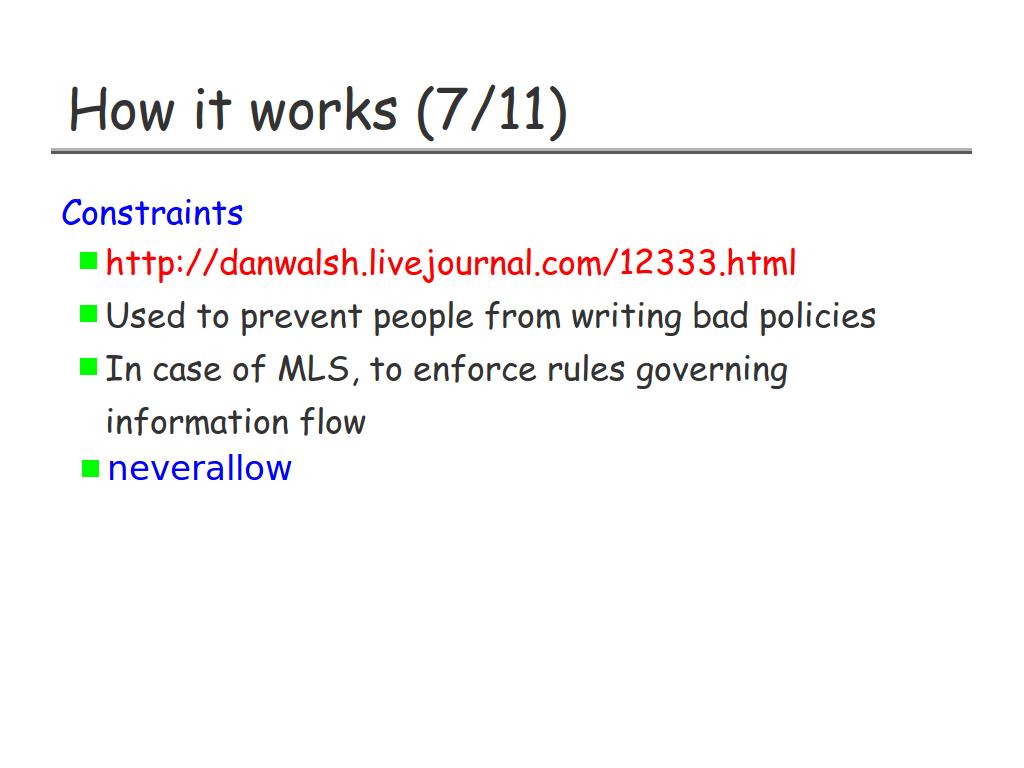 How it works (7/11)
Constraints
http://danwalsh.livejournal.com/12333.html
Used to prevent people from writing bad policies
In case of MLS, to enforce rules governing
information flow
neverallow